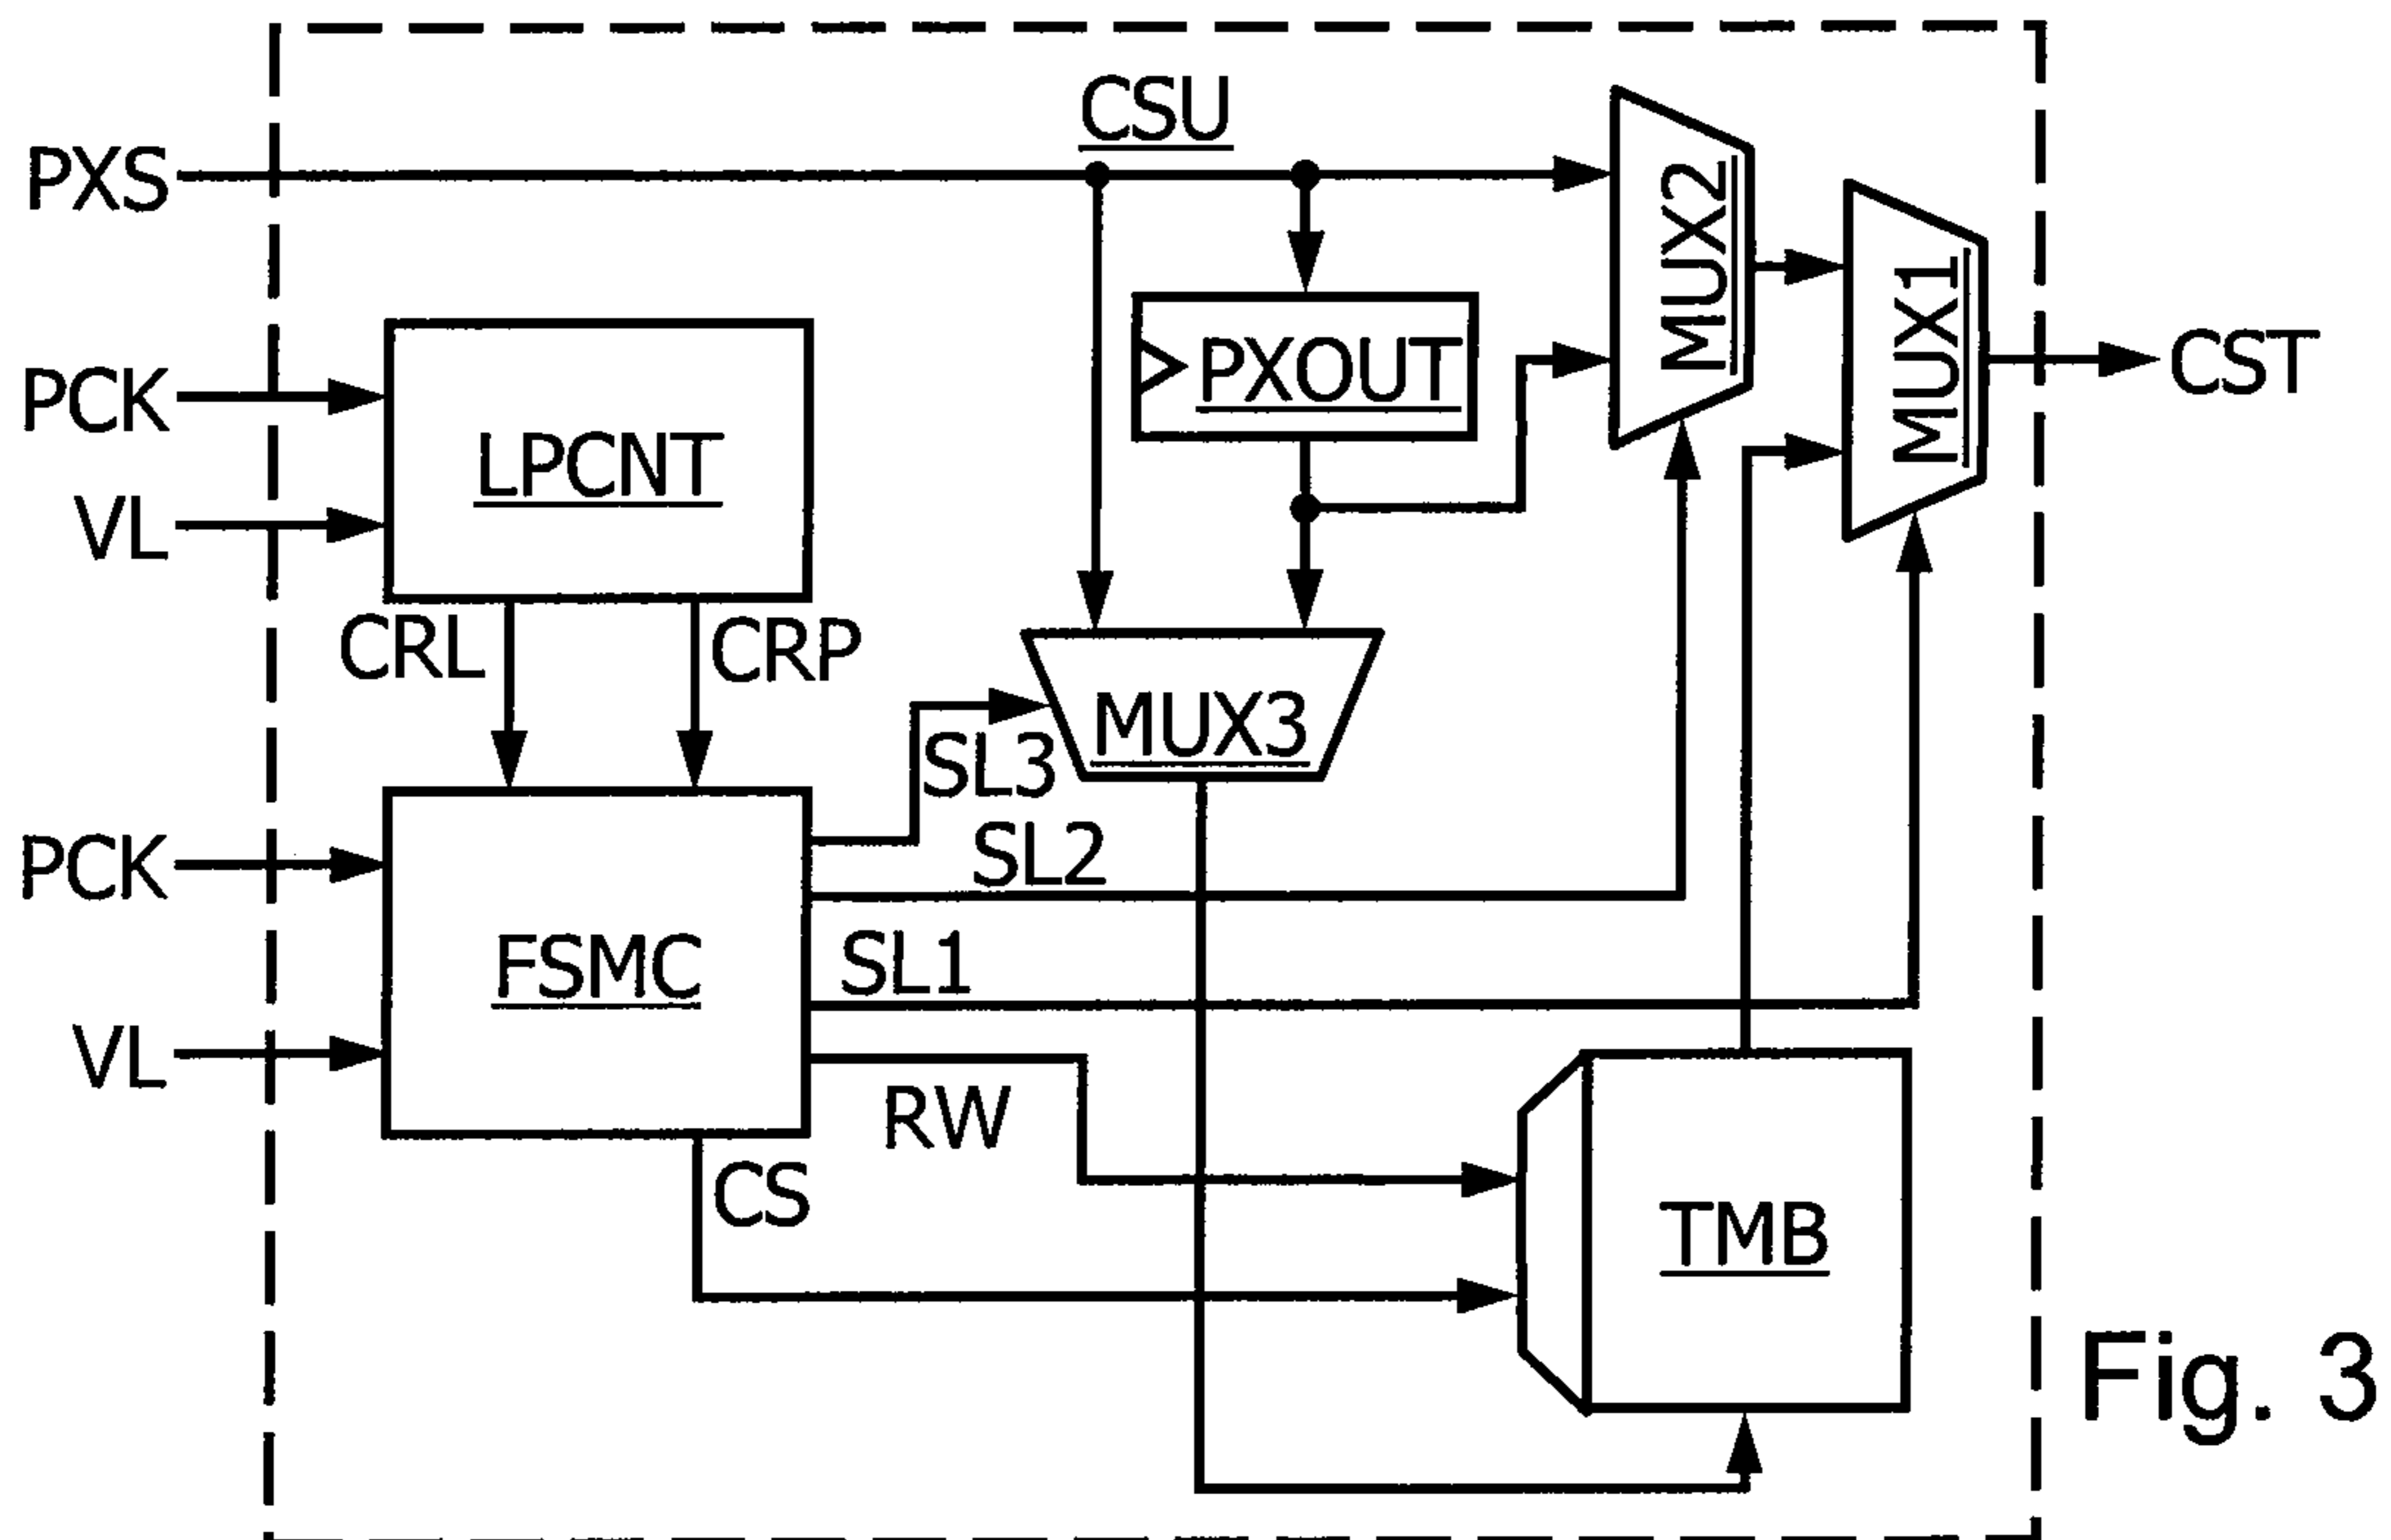 CSU
PXS
MUX2
MUX1
PXOUT
CST
PCK
LPCNT
VL
CRL
CRP
MUX3
SL3
SL2
PCK
FSMC
SL1
VL
RW
CS
TMB
Fig. 3